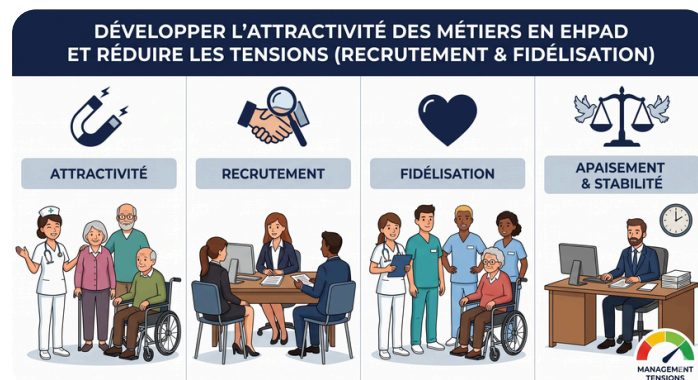 DÉVELOPPER L’ATTRACTIVITÉ DES MÉTIERS EN EHPAD
ET RÉDUIRE LES TENSIONS (RECRUTEMENT & FIDÉLISATION)
ATTRACTIVITÉ
RECRUTEMENT
FIDÉLISATION
APAISEMENT
& STABILITÉ
MANAGEMENT
TENSIONS